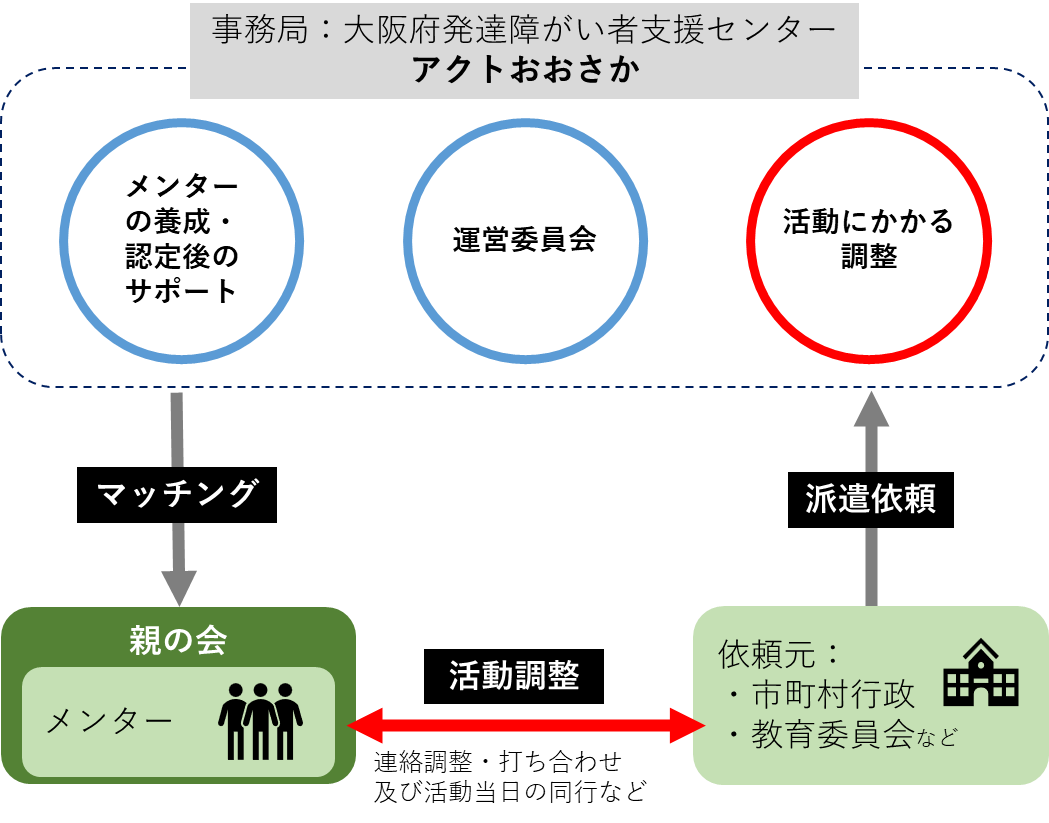 事務局：大阪府発達障がい者支援センター
アクトおおさか
メンター
の養成・
認定後の
サポート
運営委員会
活動にかかる
調整
マッチング
派遣依頼
親の会
メンター
活動調整
連絡調整・打ち合わせ
及び活動当日の同行など
依頼元：
・市町村行政
・教育委員会など